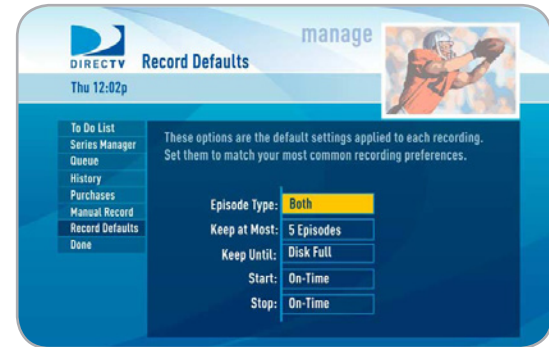 manage
DIRECTV
Record Defaults
Thu 12:02p
To Do List
Series Manager
Queue
History
Purchases
Manual Record
Record Defaults
Done
These options are the default settings applied to each recording.
Set them to match your most common recording preferences.
Episode Type: Both
Keep at Most: 5 Episodes
Keep Until: Disk Full
Start: On-Time
Stop: On-Time